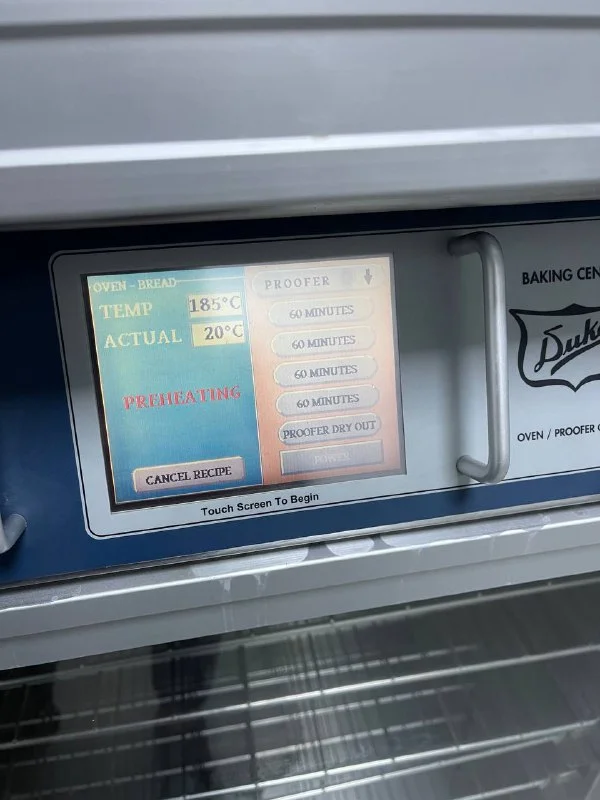 OVEN - BREAD
TEMP 185°C
ACTUAL 20°C
PREHEATING
CANCEL RECIPE
PROOFER
60 MINUTES
60 MINUTES
60 MINUTES
60 MINUTES
PROOFER DRY OUT
POWER
Touch Screen To Begin
BAKING CEN
Duke
OVEN / PROOFER